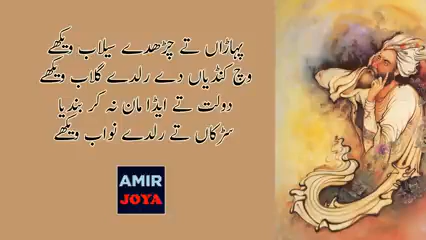 پہاڑاں تے چڑھدے سیلاب ویکھے
وچ کنڈیاں دے رلدے گلاب ویکھے
دولت تے ایڈا مان نہ کر بندیا
سڑکاں تے رلدے نواب ویکھے
AMIR
JOYA